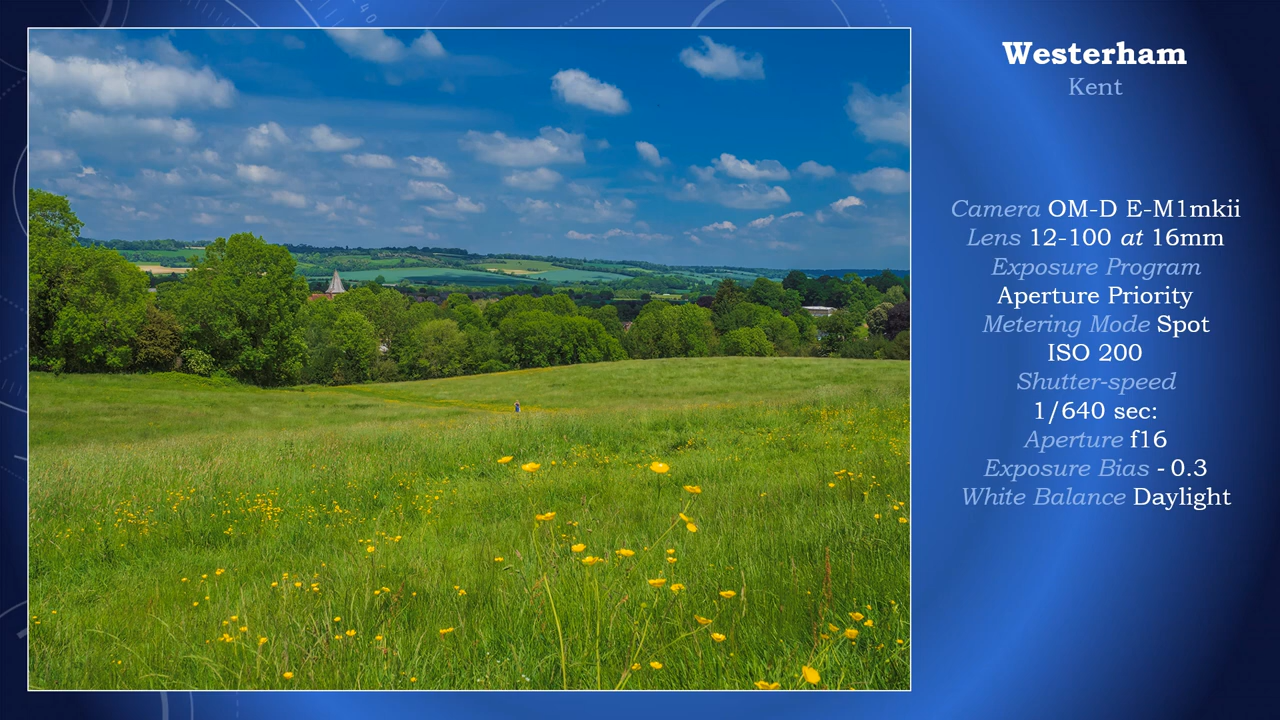 Westerham
Kent
Camera OM-D E-M1mkii
Lens 12-100 at 16mm
Exposure Program
Aperture Priority
Metering Mode Spot
ISO 200
Shutter-speed
1/640 sec:
Aperture f16
Exposure Bias - 0.3
White Balance Daylight